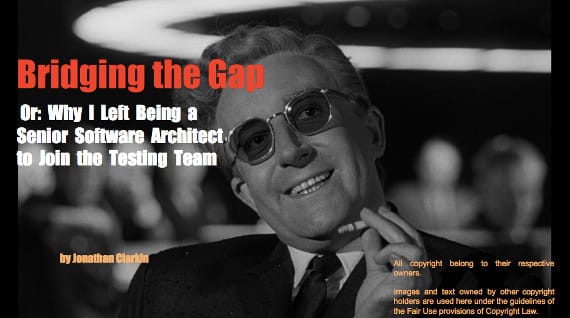 Bridging the Gap
Or: Why I Left Being a
Senior Software Architect
to Join the Testing Team
by Jonathan Clarkin
All copyright belong to their respective
owners.
Images and text owned by other copyright
holders are used here under the guidelines of
the Fair Use provisions of Copyright Law.